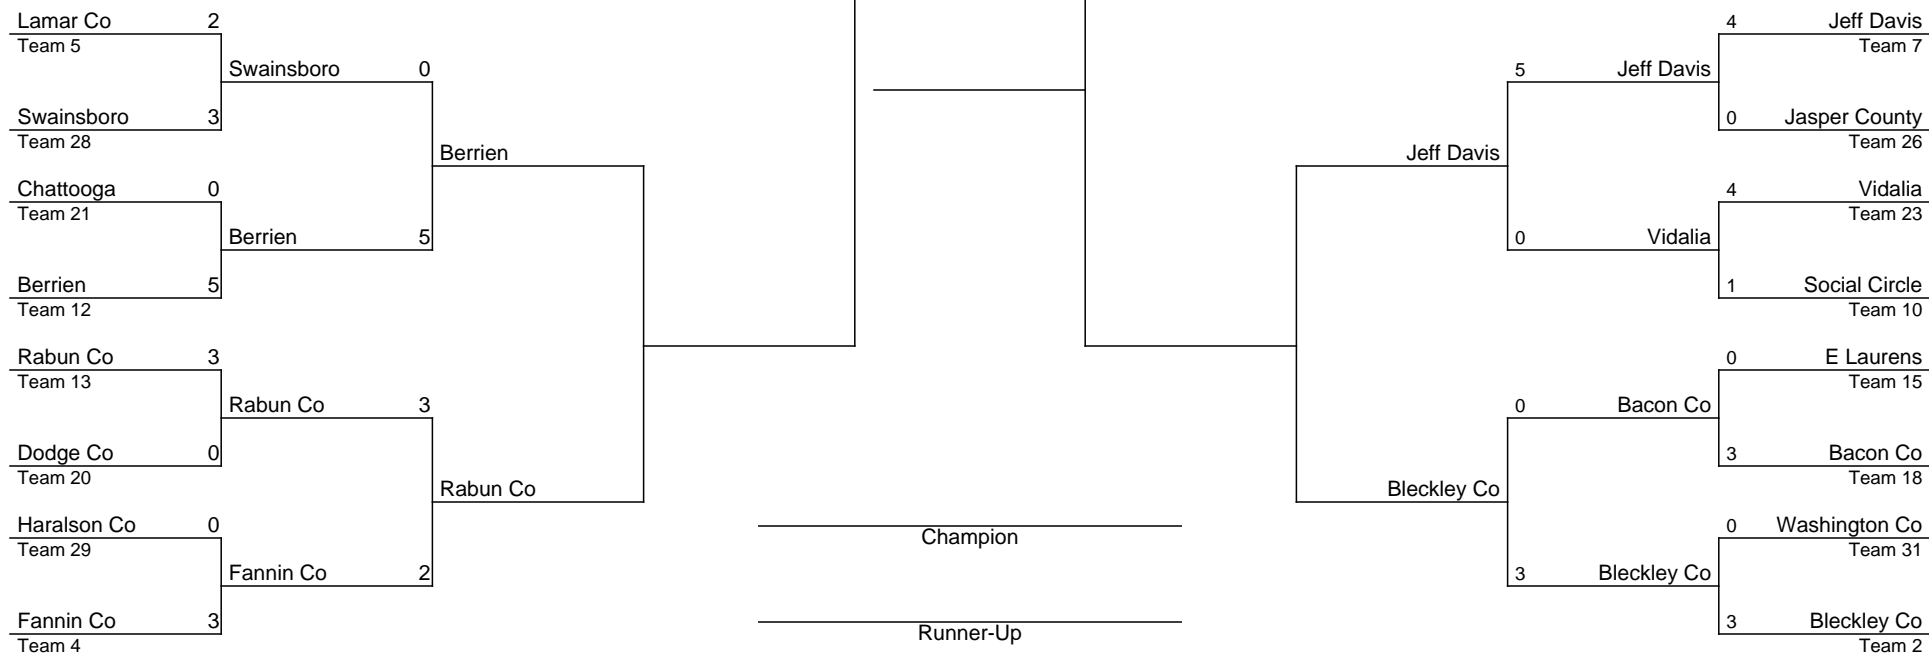 Lamar Co 2
Team 5
Swainsboro 0
Swainsboro 3
Team 28
Berrien
Chattooga 0
Team 21
Berrien 5
Berrien 5
Team 12
Rabun Co 3
Team 13
Rabun Co 3
Dodge Co 0
Team 20
Rabun Co
Haralson Co 0
Team 29
Fannin Co 2
Fannin Co 3
Team 4
Champion
Runner-Up
4 Jeff Davis
Team 7
5 Jeff Davis
0 Jasper County
Team 26
Jeff Davis
4 Vidalia
Team 23
0 Vidalia
1 Social Circle
Team 10
0 E Laurens
Team 15
0 Bacon Co
3 Bacon Co
Team 18
Bleckley Co
0 Washington Co
Team 31
3 Bleckley Co
3 Bleckley Co
Team 2